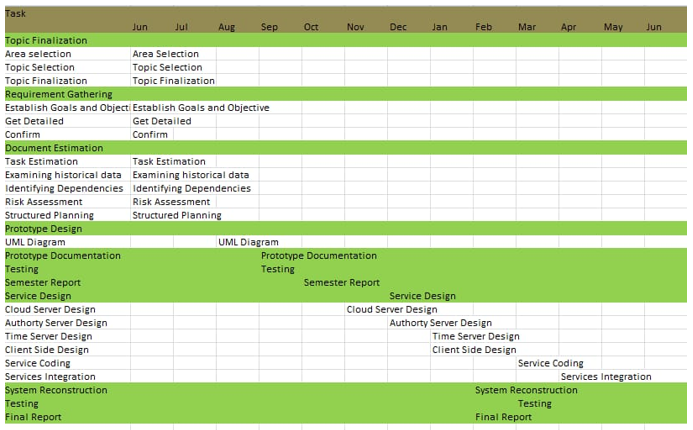 Task
Jun Jul Aug Sep Oct Nov Dec Jan Feb Mar Apr May Jun
Topic Finalization
Area selection Area Selection
Topic Selection Topic Selection
Topic Finalization Topic Finalization
Requirement Gathering
Establish Goals and Objecti Establish Goals and Objective
Get Detailed Get Detailed
Confirm Confirm
Document Estimation
Task Estimation Task Estimation
Examining historical data Examining historical data
Identifying Dependencies Identifying Dependencies
Risk Assessment Risk Assessment
Structured Planning Structured Planning
Prototype Design
UML Diagram UML Diagram
Prototype Documentation Prototype Documentation
Testing Testing
Semester Report Semester Report
Service Design Service Design
Cloud Server Design Cloud Server Design
Authorty Server Design Authorty Server Design
Time Server Design Time Server Design
Client Side Design Client Side Design
Service Coding Service Coding
Services Integration Services Integration
System Reconstruction System Reconstruction
Testing Testing
Final Report Final Report